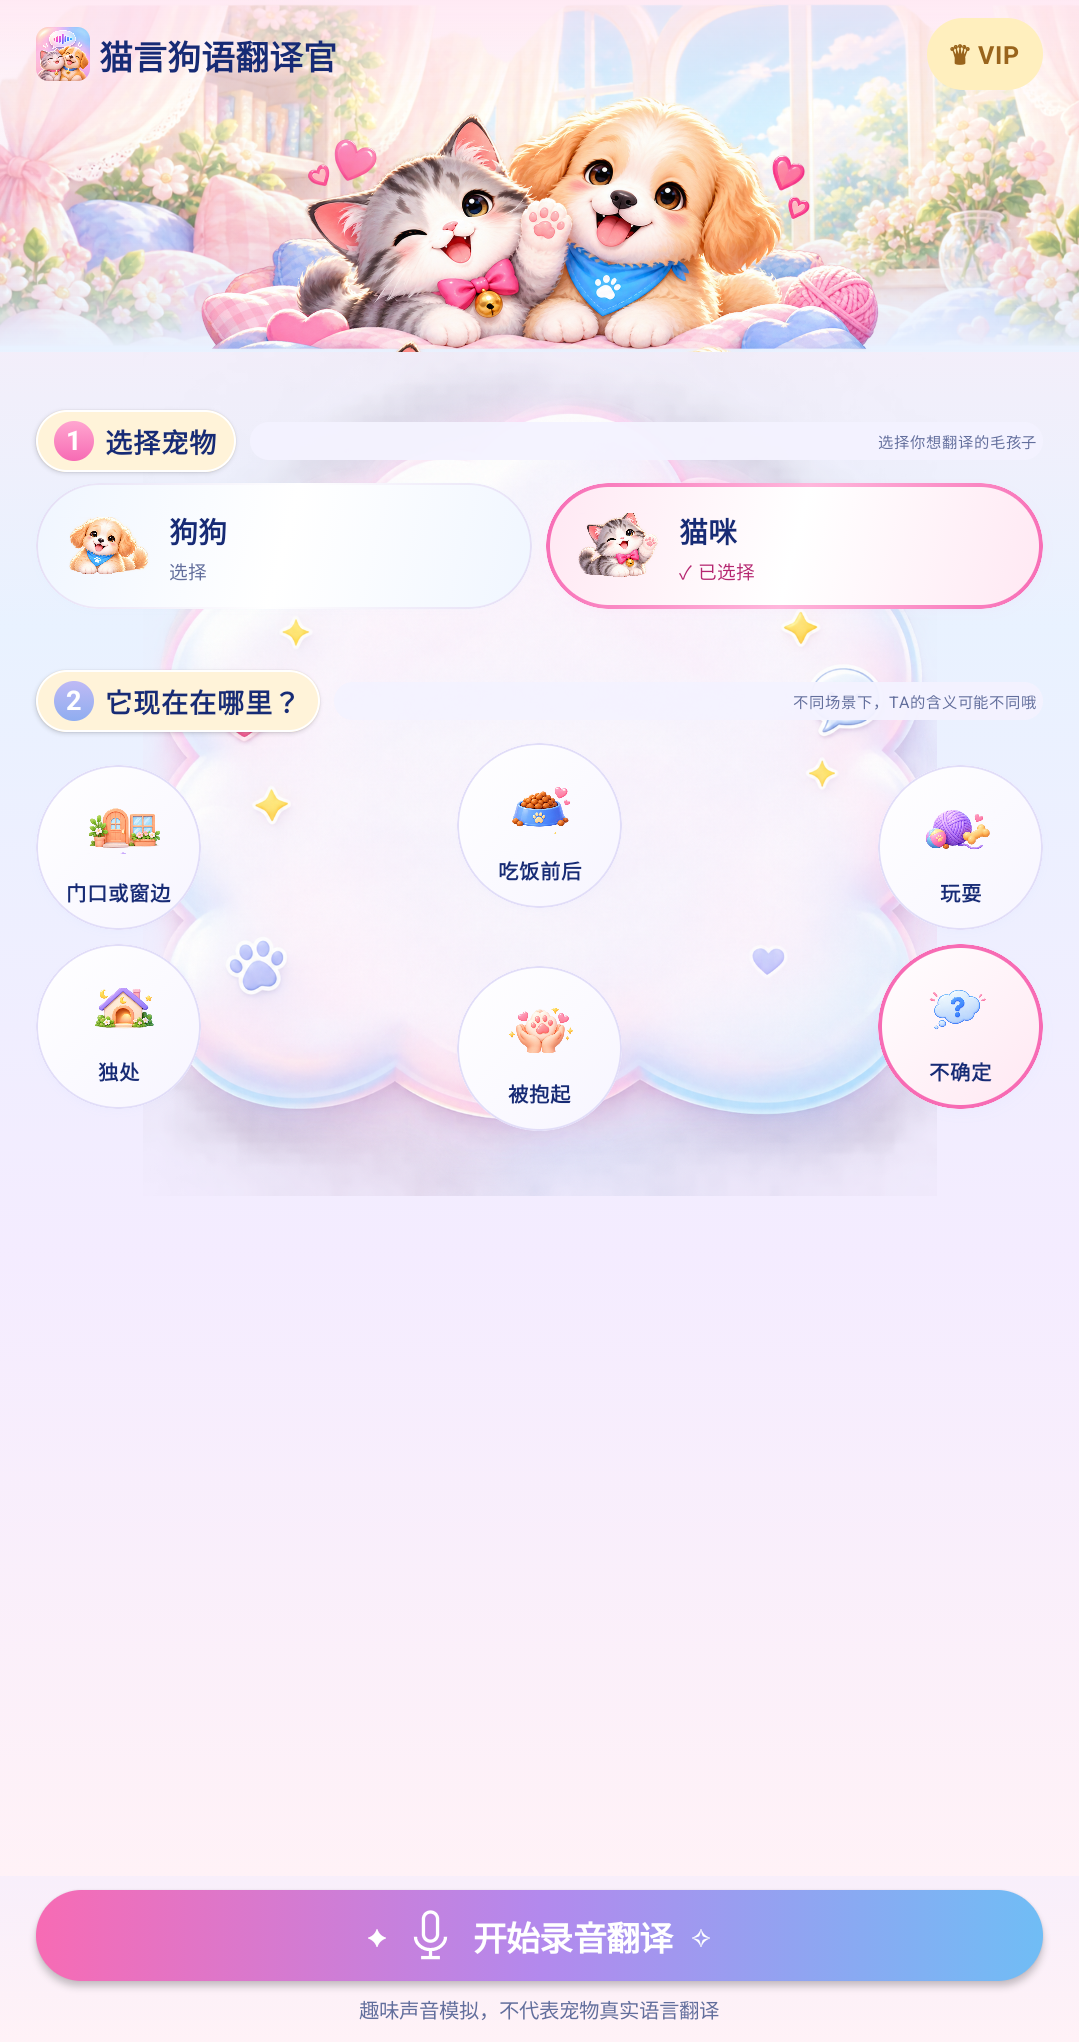 猫言狗语翻译官
VIP
1 选择宠物
选择你想翻译的毛孩子
狗狗
选择
猫咪
✓ 已选择
2 它现在在哪里？
不同场景下，TA的含义可能不同哦
门口或窗边
吃饭前后
玩耍
独处
被抱起
?
不确定
开始录音翻译
趣味声音模拟，不代表宠物真实语言翻译